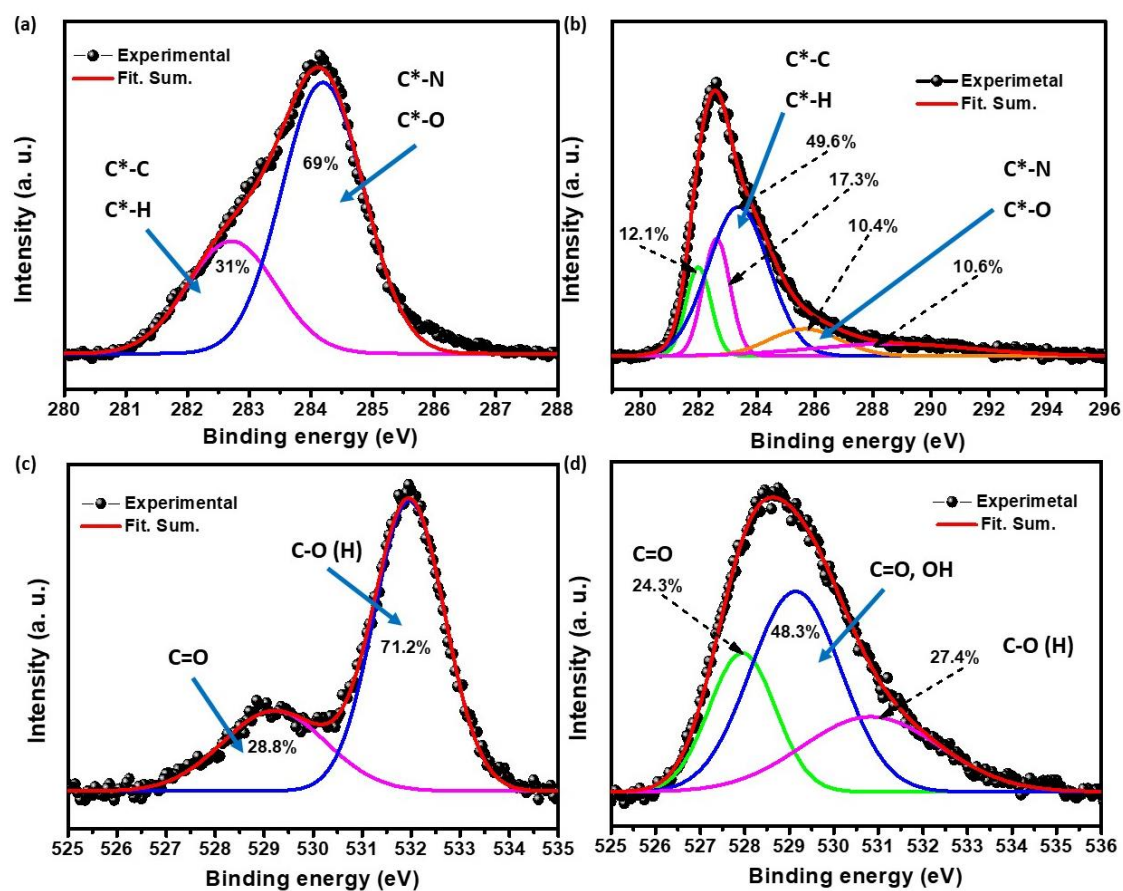 (a)
Experimental
Fit. Sum.
C*-N
C*-O
C*-C
C*-H
69%
31%
Intensity (a. u.)
280 281 282 283 284 285 286 287 288
Binding energy (eV)
(b)
Experimetal
Fit. Sum.
C*-C
C*-H
49.6%
17.3%
C*-N
C*-O
12.1%
10.4%
10.6%
Intensity (a. u.)
280 282 284 286 288 290 292 294 296
Binding energy (eV)
(c)
Experimental
Fit. Sum.
C-O (H)
71.2%
C=O
28.8%
Intensity (a. u.)
525 526 527 528 529 530 531 532 533 534 535
Binding energy (eV)
(d)
Experimetal
Fit. Sum.
C=O
24.3%
C=O, OH
48.3%
C-O (H)
27.4%
Intensity (a. u.)
525 526 527 528 529 530 531 532 533 534 535 536
Binding energy (eV)